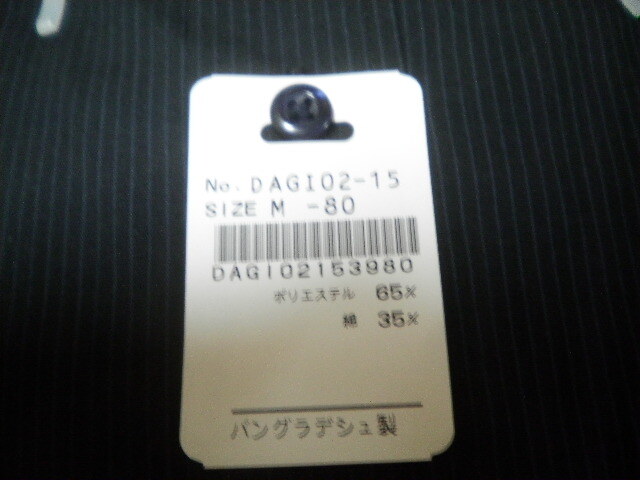 No. DAGI02-15
SIZE M -80
DAGI02153980
ポリエステル 65%
綿 35%
バングラデシュ製